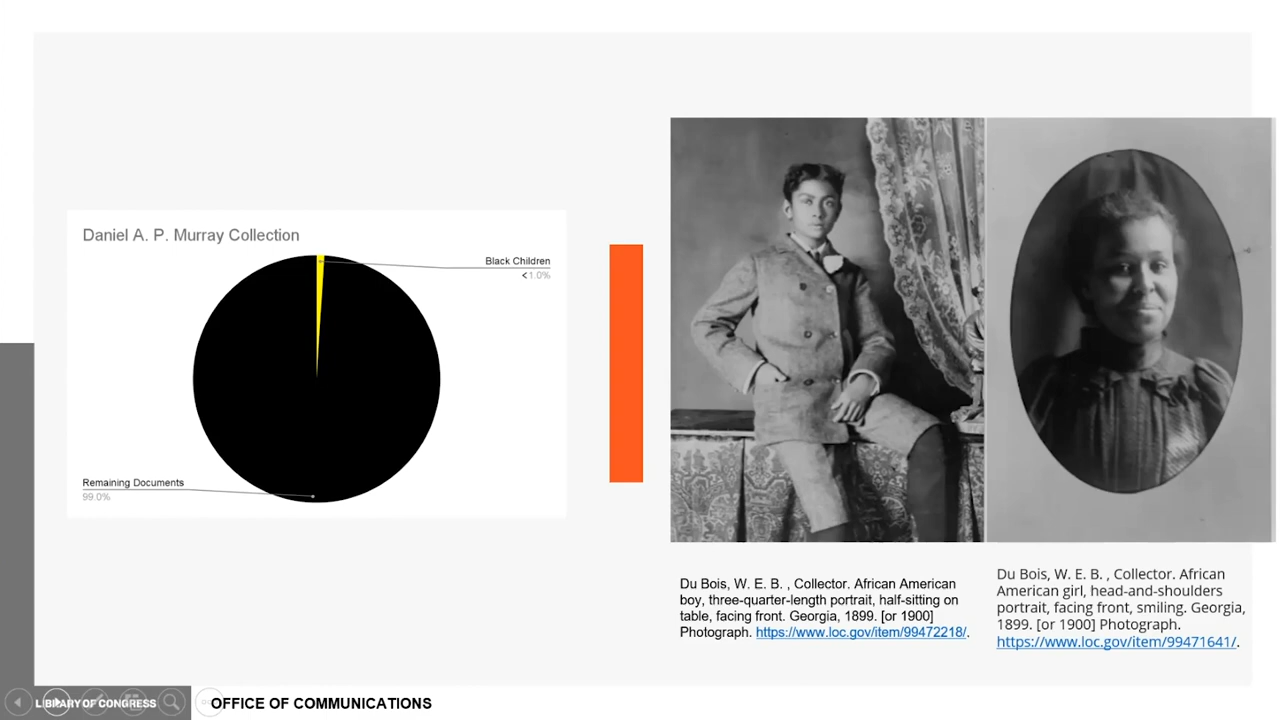 Daniel A. P. Murray Collection
Black Children
<1.0%
Remaining Documents
99.0%
Du Bois, W. E. B. , Collector. African American
boy, three-quarter-length portrait, half-sitting on
table, facing front. Georgia, 1899. [or 1900]
Photograph. https://www.loc.gov/item/99472218/.
Du Bois, W. E. B. , Collector. African
American girl, head-and-shoulders
portrait, facing front, smiling. Georgia,
1899. [or 1900] Photograph.
https://www.loc.gov/item/99471641/.
LIBRARY OF CONGRESS
OFFICE OF COMMUNICATIONS